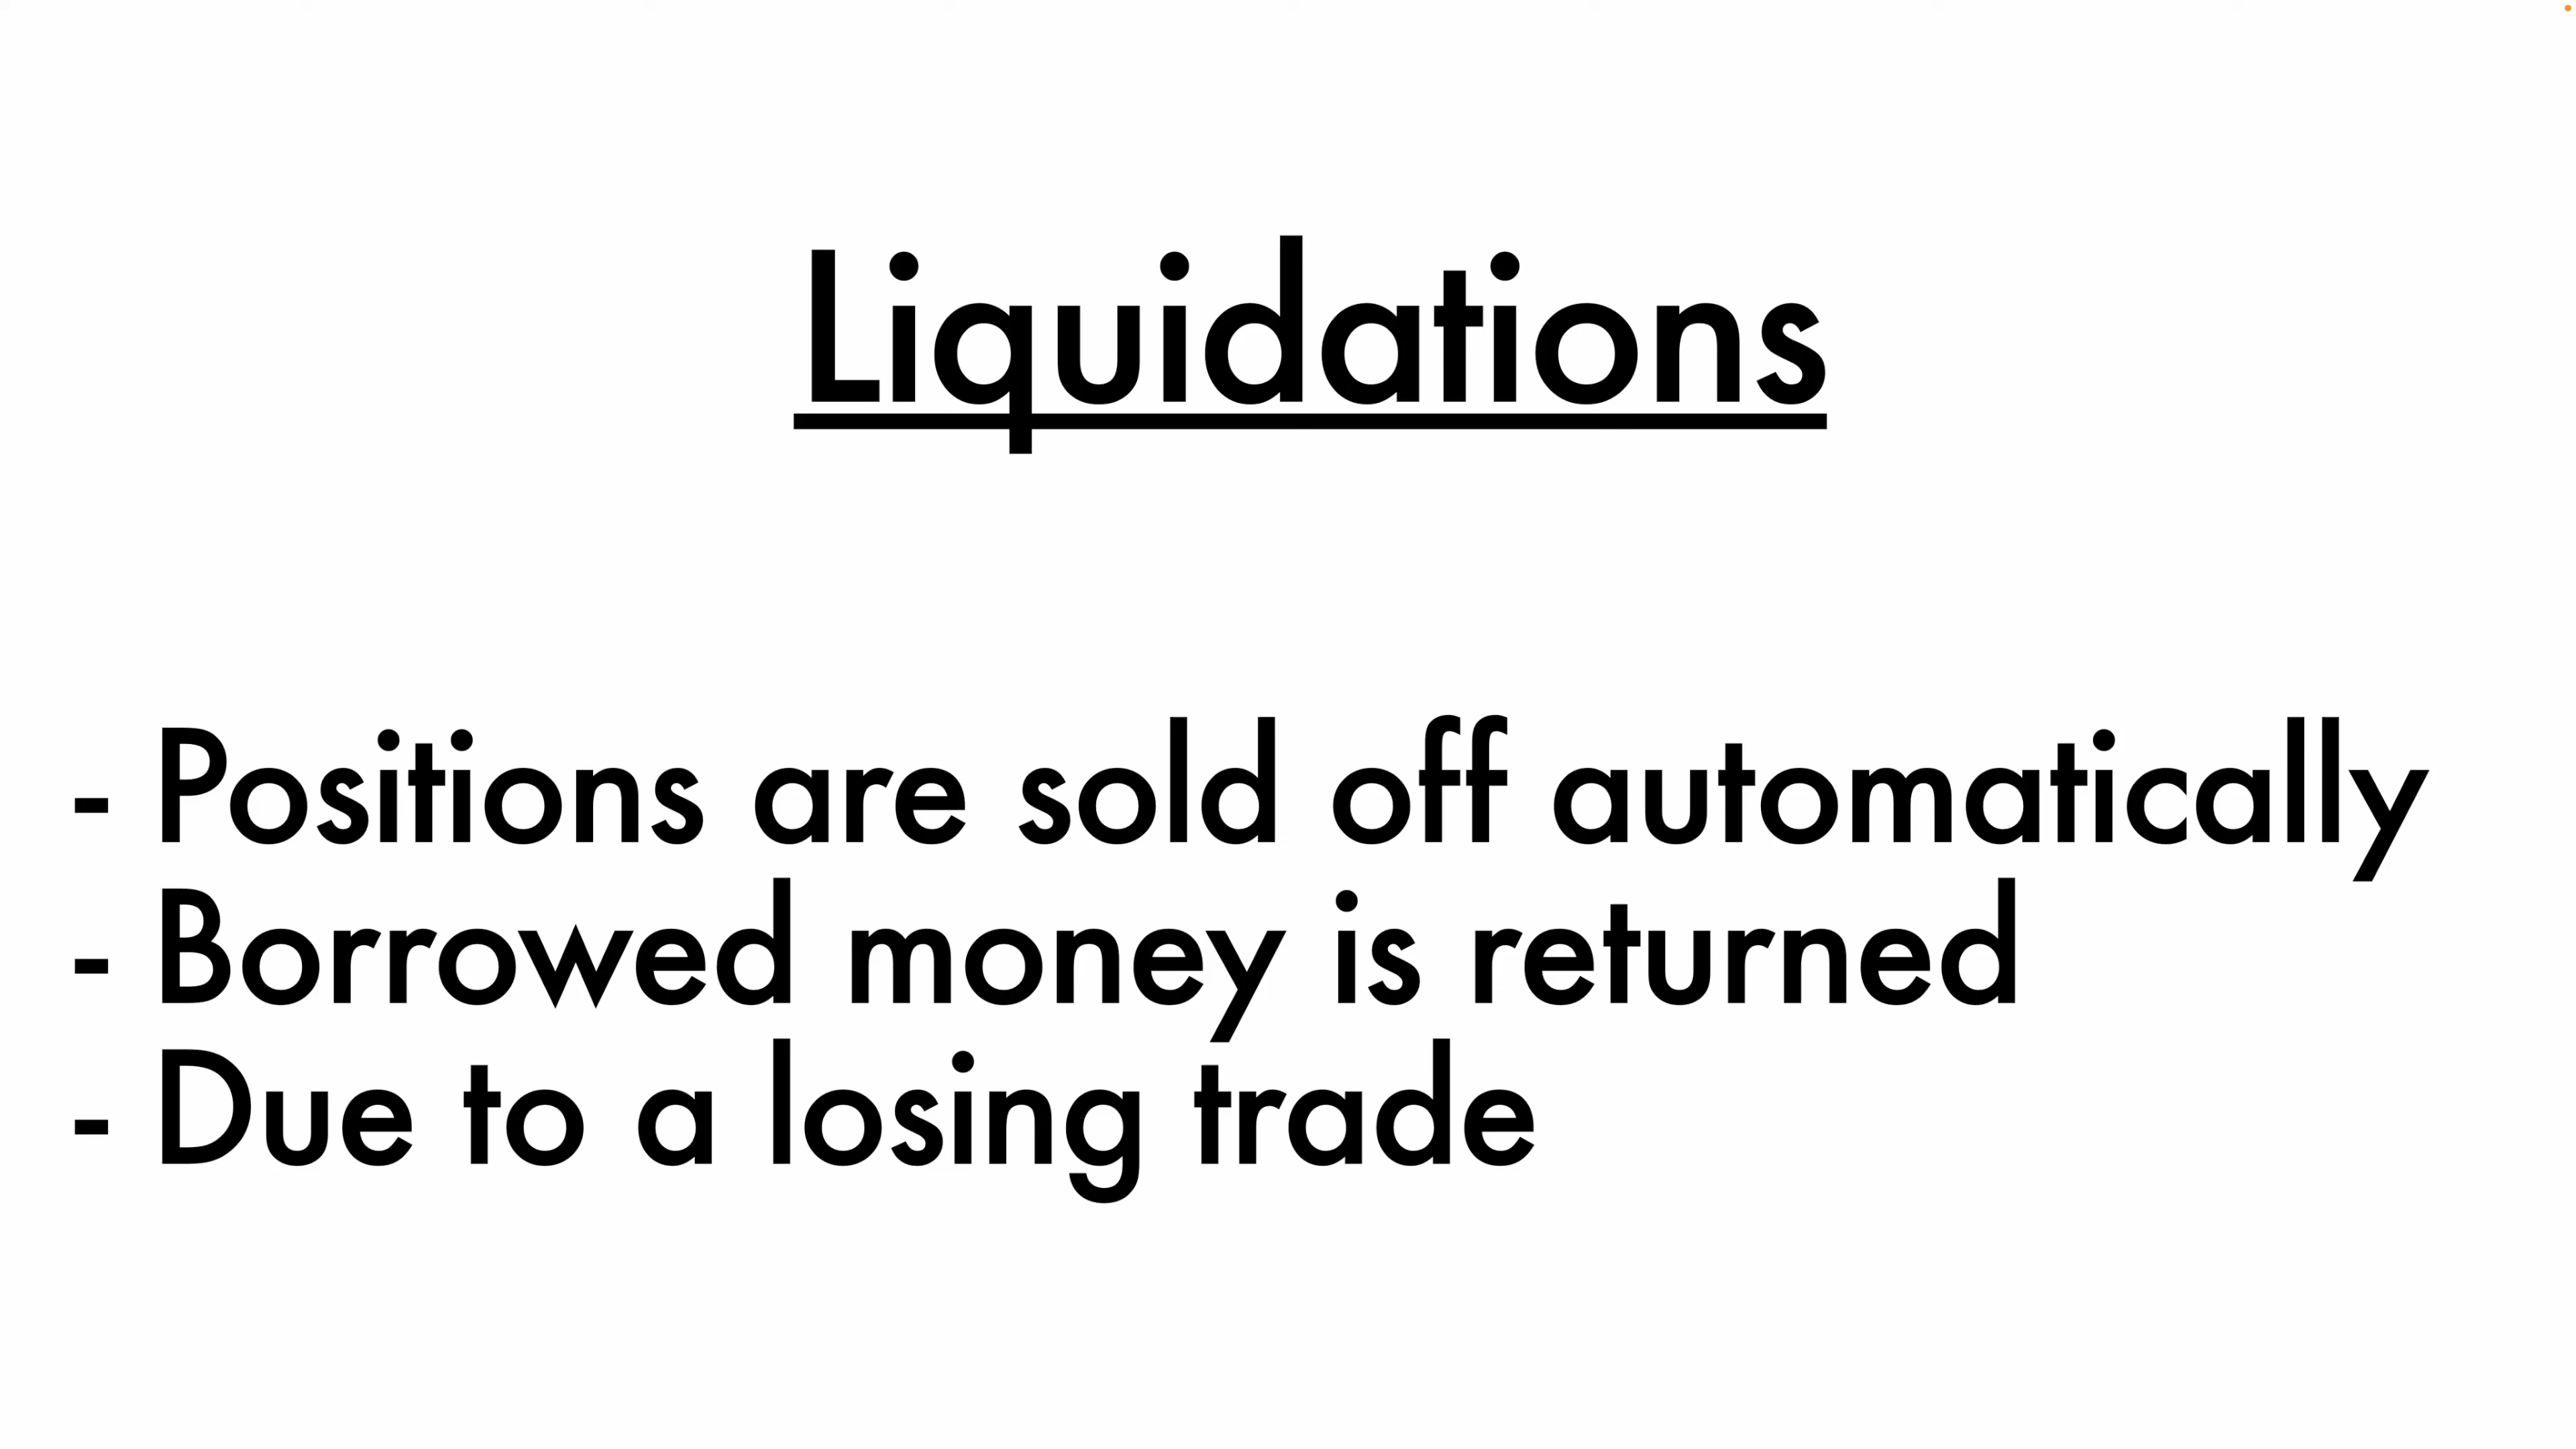 Liquidations
- Positions are sold off automatically
- Borrowed money is returned
- Due to a losing trade